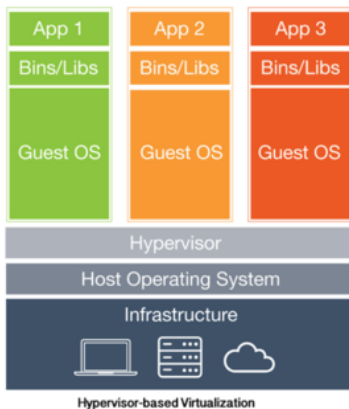 App 1
App 2
App 3
Bins/Libs
Bins/Libs
Bins/Libs
Guest OS
Guest OS
Guest OS
Hypervisor
Host Operating System
Infrastructure
Hypervisor-based Virtualization